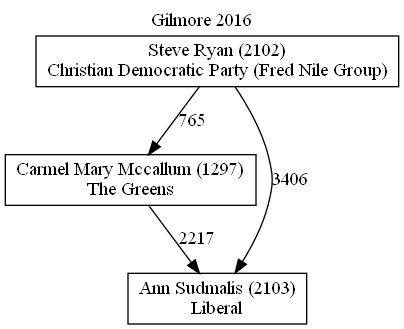 Gilmore 2016
Steve Ryan (2102)
Christian Democratic Party (Fred Nile Group)
765
Carmel Mary Mccallum (1297)
The Greens
3406
2217
Ann Sudmalis (2103)
Liberal